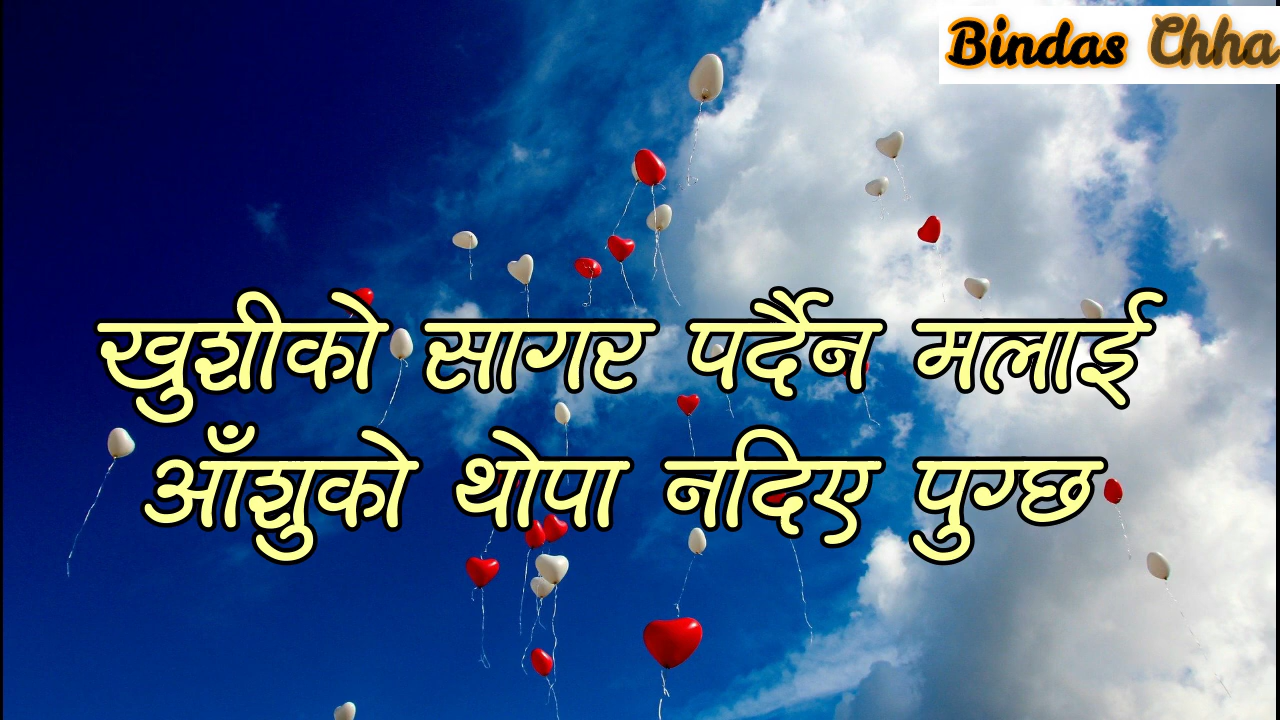 Bindas Chha
खुशीको सागर पर्दैन मलाई
आँशुको थोपा नदिए पुग्छ